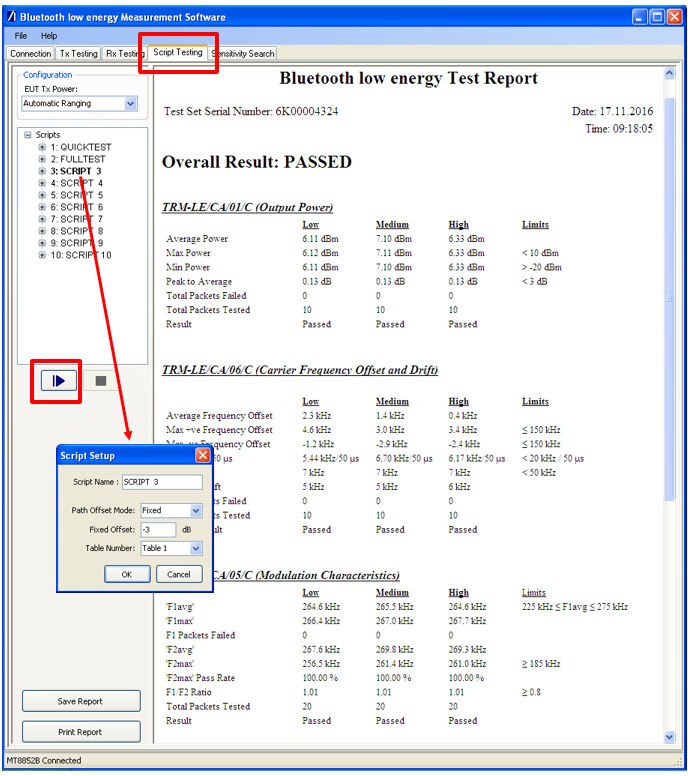 Bluetooth low energy Measurement Software
File Help
Connection Tx Testing Rx Testing Script Testing Sensitivity Search
Configuration
EUT Tx Power:
Automatic Ranging
Scripts
1: QUICKTEST
2: FULLTEST
3: SCRIPT 3
4: SCRIPT 4
5: SCRIPT 5
6: SCRIPT 6
7: SCRIPT 7
8: SCRIPT 8
9: SCRIPT 9
10: SCRIPT 10
Script Setup
Script Name : SCRIPT 3
Path Offset Mode: Fixed
Fixed Offset: -3 dB
Table Number: Table 1
OK Cancel
Save Report
Print Report
Bluetooth low energy Test Report
Test Set Serial Number: 6K00004324 Date: 17.11.2016
Time: 09:18:05
Overall Result: PASSED
TRM-LE/CA/01/C (Output Power)
Low Medium High Limits
Average Power 6.11 dBm 7.10 dBm 6.33 dBm
Max Power 6.12 dBm 7.11 dBm 6.33 dBm < 10 dBm
Min Power 6.11 dBm 7.10 dBm 6.33 dBm > -20 dBm
Peak to Average 0.13 dB 0.13 dB 0.13 dB < 3 dB
Total Packets Failed 0 0 0
Total Packets Tested 10 10 10
Result Passed Passed Passed
TRM-LE/CA/06/C (Carrier Frequency Offset and Drift)
Low Medium High Limits
Average Frequency Offset 2.3 kHz 1.4 kHz 0.4 kHz
Max +ve Frequency Offset 4.6 kHz 3.0 kHz 3.4 kHz ≤ 150 kHz
Max -ve Frequency Offset -1.2 kHz -2.9 kHz -2.4 kHz ≤ 150 kHz
50 µs 5.44 kHz/50 µs 6.70 kHz/50 µs 6.17 kHz/50 µs < 20 kHz / 50 µs
7 kHz 7 kHz 7 kHz < 50 kHz
ft 5 kHz 5 kHz 6 kHz
s Failed 0 0 0
s Tested 10 10 10
ult Passed Passed Passed
CA/05/C (Modulation Characteristics)
Low Medium High Limits
'F1avg' 264.6 kHz 265.5 kHz 264.6 kHz 225 kHz ≤ F1avg ≤ 275 kHz
'F1max' 266.4 kHz 267.0 kHz 267.7 kHz
F1 Packets Failed 0 0 0
'F2avg' 267.6 kHz 269.8 kHz 269.3 kHz
'F2max' 256.5 kHz 261.4 kHz 261.0 kHz ≥ 185 kHz
'F2max' Pass Rate 100.00 % 100.00 % 100.00 %
F1/F2 Ratio 1.01 1.01 1.01 ≥ 0.8
Total Packets Tested 20 20 20
Result Passed Passed Passed
MT8852B Connected